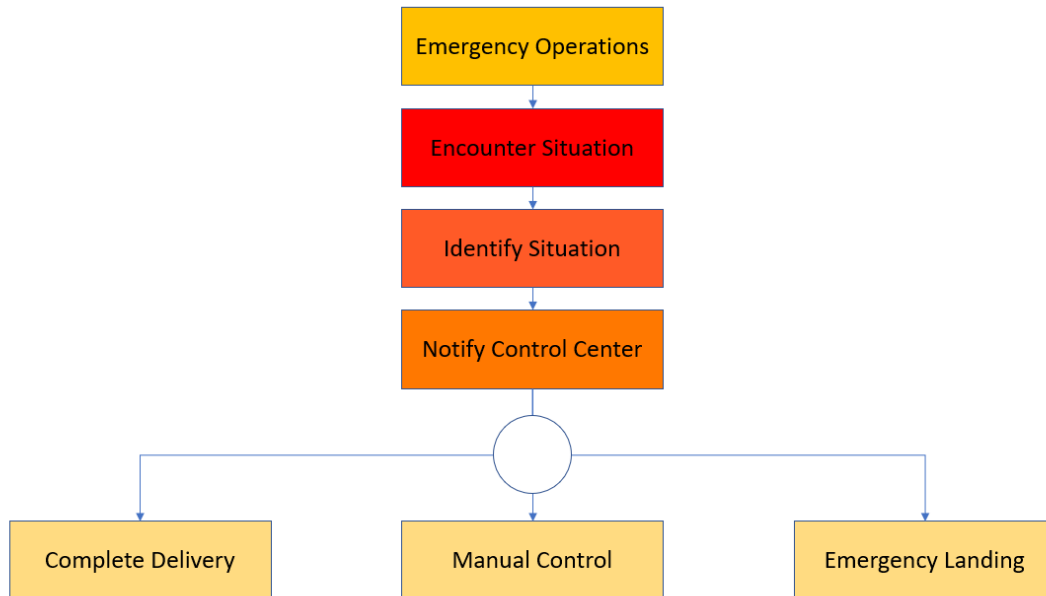 Emergency Operations
Encounter Situation
Identify Situation
Notify Control Center
Complete Delivery
Manual Control
Emergency Landing